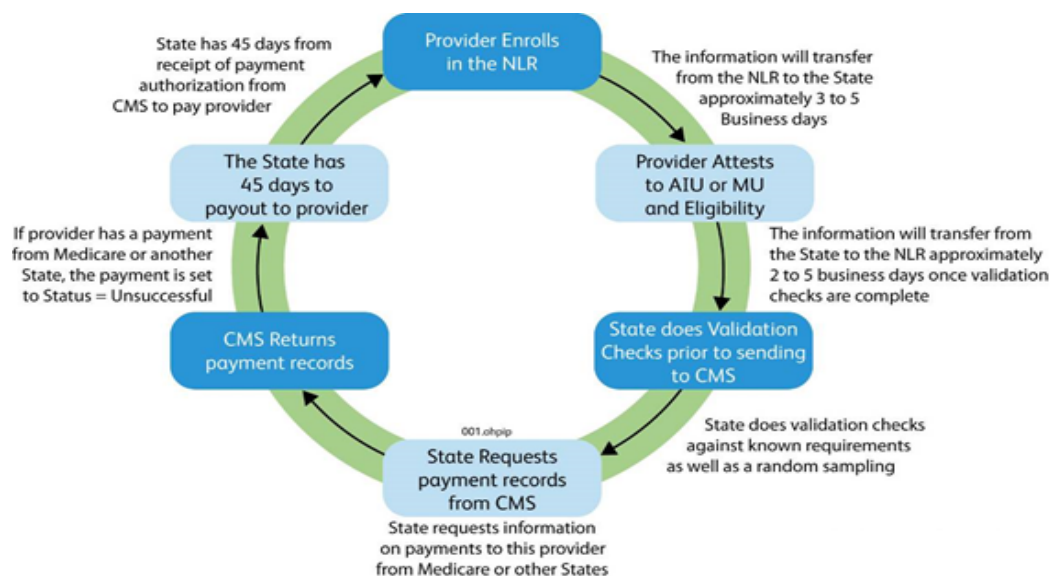 Provider Enrolls
in the NLR
The information will transfer
from the NLR to the State
approximately 3 to 5
Business days
Provider Attests
to AIU or MU
and Eligibility
The information will transfer from
the State to the NLR approximately
2 to 5 business days once validation
checks are complete
State does Validation
Checks prior to sending
to CMS
State does validation checks
against known requirements
as well as a random sampling
001.ohpip
State Requests
payment records
from CMS
State requests information
on payments to this provider
from Medicare or other States
CMS Returns
payment records
If provider has a payment
from Medicare or another
State, the payment is set
to Status = Unsuccessful
The State has
45 days to
payout to provider
State has 45 days from
receipt of payment
authorization from
CMS to pay provider